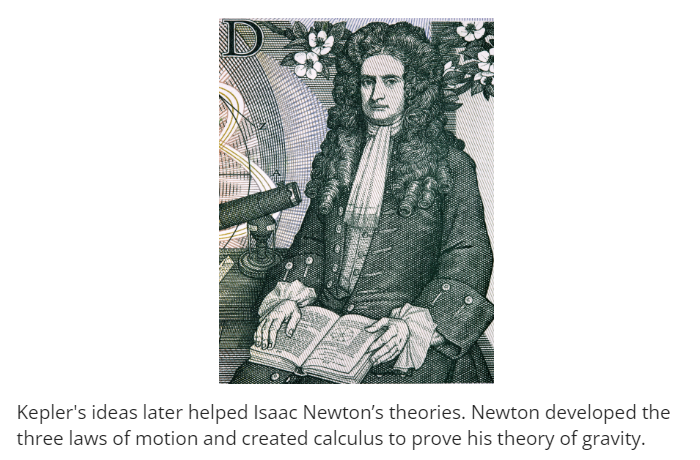 D
Kepler's ideas later helped Isaac Newton’s theories. Newton developed the
three laws of motion and created calculus to prove his theory of gravity.